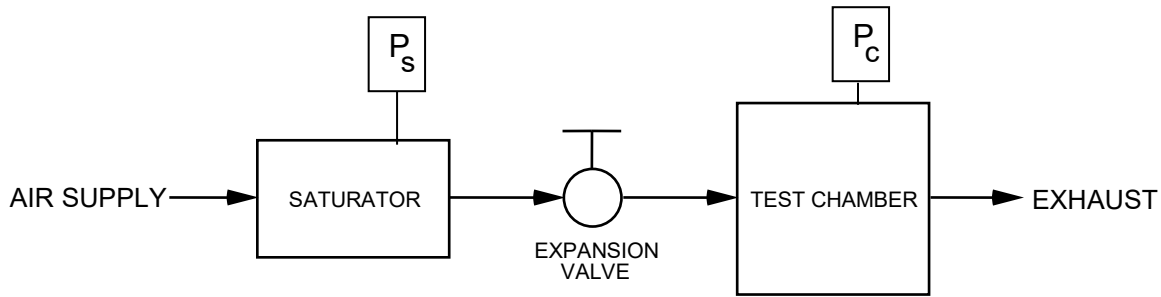 Ps
Pc
AIR SUPPLY
SATURATOR
EXPANSION
VALVE
TEST CHAMBER
EXHAUST